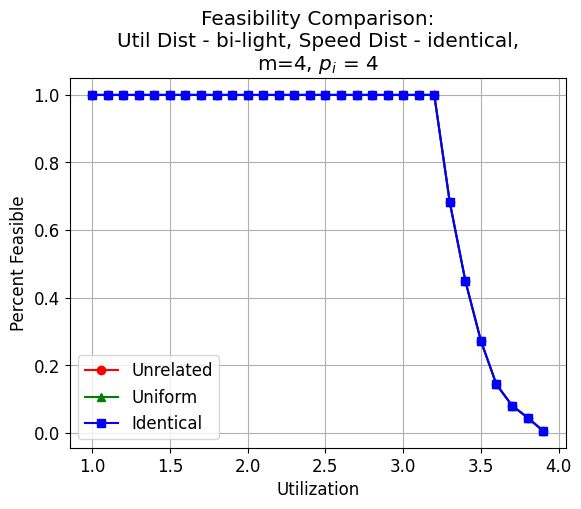 Feasibility Comparison:
Util Dist - bi-light, Speed Dist - identical,
m=4, $p_i$ = 4
1.0
0.8
0.6
0.4
0.2
0.0
Percent Feasible
Unrelated
Uniform
Identical
1.0 1.5 2.0 2.5 3.0 3.5 4.0
Utilization